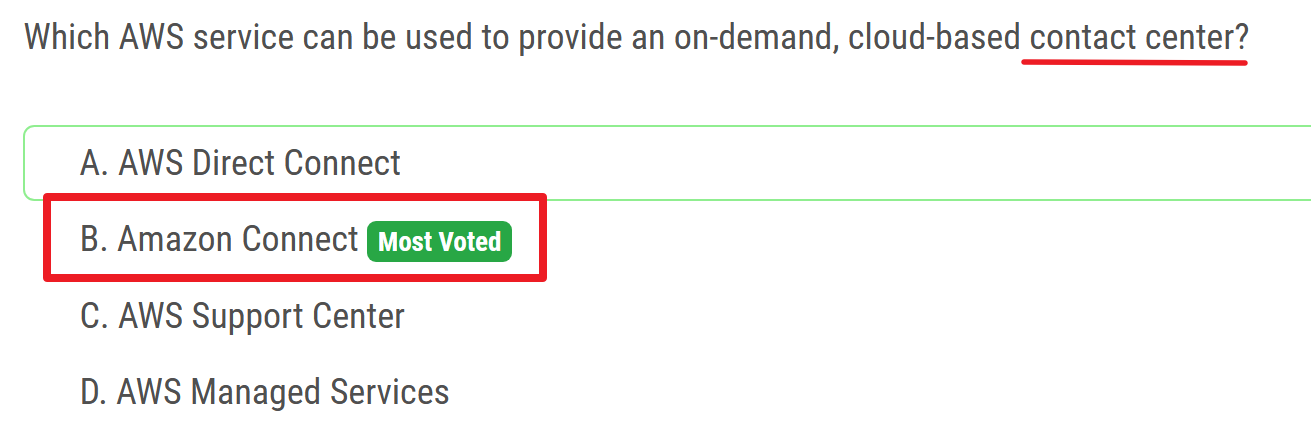 Which AWS service can be used to provide an on-demand, cloud-based contact center?
A. AWS Direct Connect
B. Amazon Connect Most Voted
C. AWS Support Center
D. AWS Managed Services